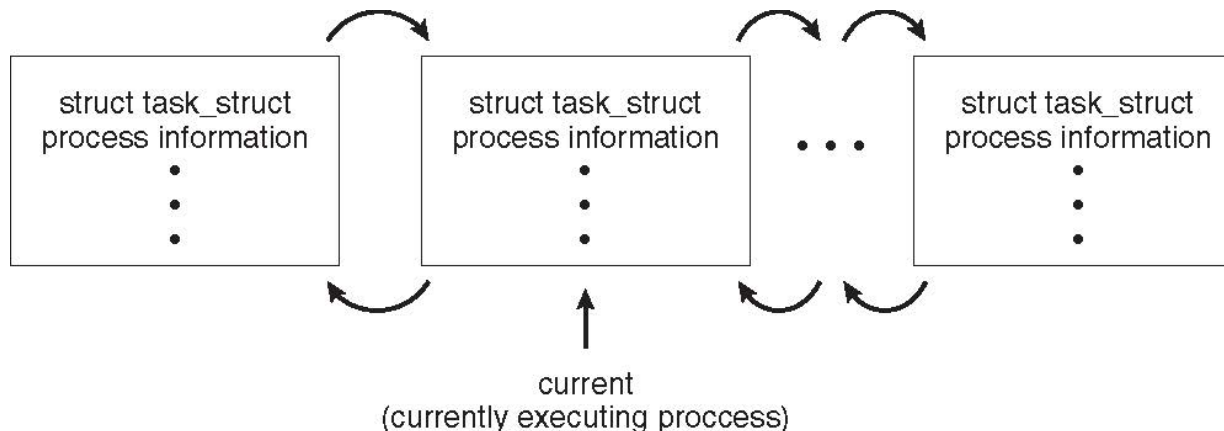 struct task_struct
process information
struct task_struct
process information
struct task_struct
process information
current
(currently executing proccess)